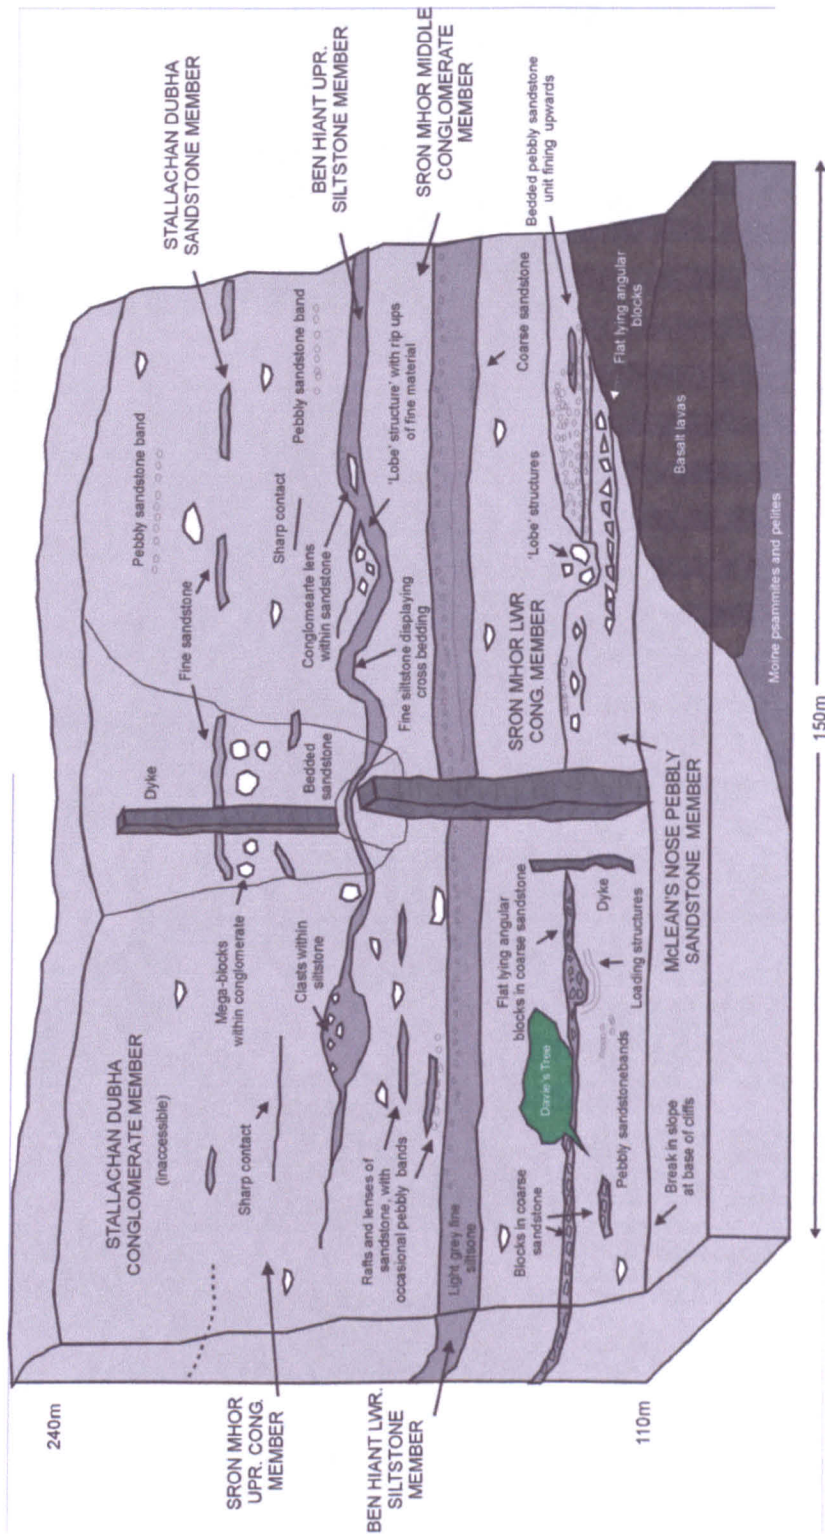 240m
110m
150m
STALLACHAN DUBHA
CONGLOMERATE MEMBER
(inaccessible)
STALLACHAN DUBHA
SANDSTONE MEMBER
BEN HIANT UPR.
SILTSTONE MEMBER
SRON MHOR MIDDLE
CONGLOMERATE
MEMBER
SRON MHOR
UPR. CONG.
MEMBER
BEN HIANT LWR.
SILTSTONE
MEMBER
Dyke
Fine sandstone
Pebbly sandstone band
Pebbly sandstone band
Mega-blocks
within conglomerate
Bedded
sandstone
Sharp contact
Sharp contact
Conglomearte lens
within sandstone
'Lobe' structure' with rip ups
of fine material
Clasts within
siltstone
Fine siltstone displaying
cross bedding
Rafts and lenses of
sandstone, with
occasional pebbly bands
Light grey fine
siltsone
Coarse sandstone
SRON MHOR LWR
CONG. MEMBER
'Lobe' structures
Bedded pebbly sandstone
unit fining upwards
Flat lying angular
blocks
Blocks in coarse
sandstone
Davie's Tree
Flat lying angular
blocks in coarse sandstone
Pebbly sandstonebands
Dyke
Loading structures
Break in slope
at base of cliffs
McLEAN'S NOSE PEBBLY
SANDSTONE MEMBER
Basalt lavas
Moine psammites and pelites